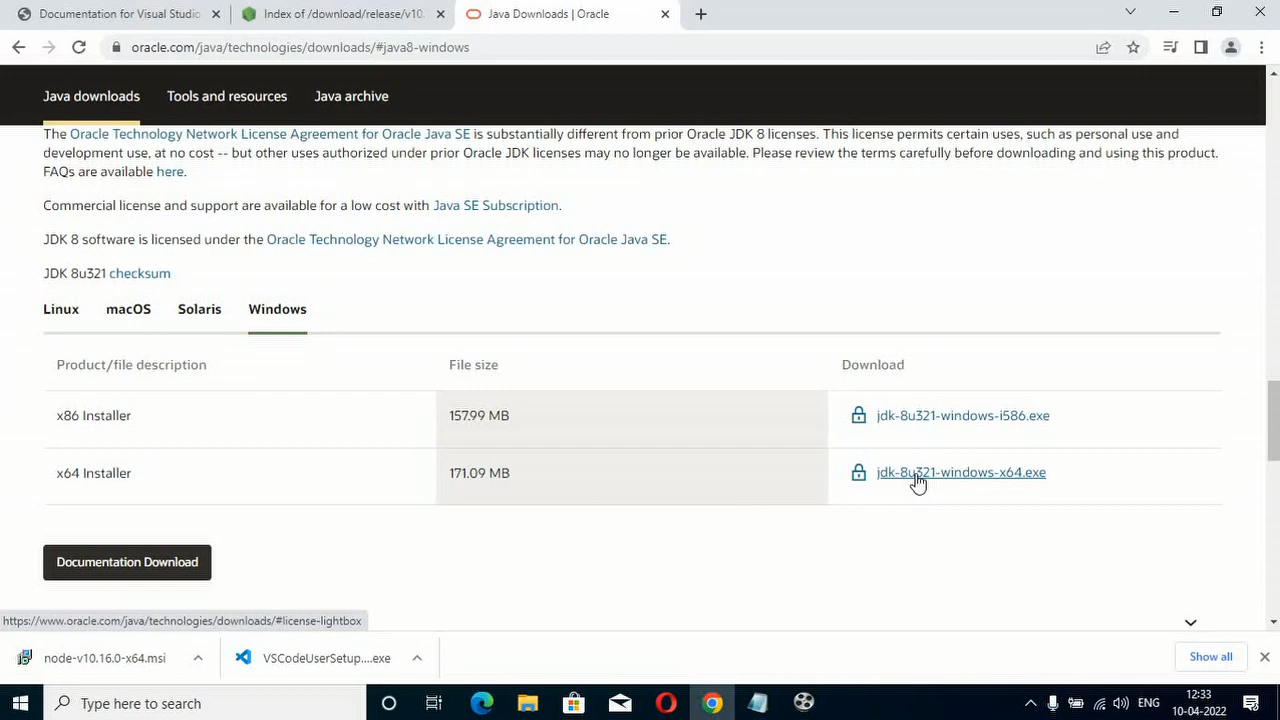 Documentation for Visual Studio
Index of /download/release/v10.
Java Downloads | Oracle
oracle.com/java/technologies/downloads/#java8-windows
Java downloads
Tools and resources
Java archive
The Oracle Technology Network License Agreement for Oracle Java SE is substantially different from prior Oracle JDK 8 licenses. This license permits certain uses, such as personal use and
development use, at no cost -- but other uses authorized under prior Oracle JDK licenses may no longer be available. Please review the terms carefully before downloading and using this product.
FAQs are available here.
Commercial license and support are available for a low cost with Java SE Subscription.
JDK 8 software is licensed under the Oracle Technology Network License Agreement for Oracle Java SE.
JDK 8u321 checksum
Linux macOS Solaris Windows
Product/file description File size Download
x86 Installer 157.99 MB jdk-8u321-windows-i586.exe
x64 Installer 171.09 MB jdk-8u321-windows-x64.exe
Documentation Download
https://www.oracle.com/java/technologies/downloads/#license-lightbox
node-v10.16.0-x64.msi
VSCodeUserSetup....exe
Show all
Type here to search
ENG
12:33
10-04-2022